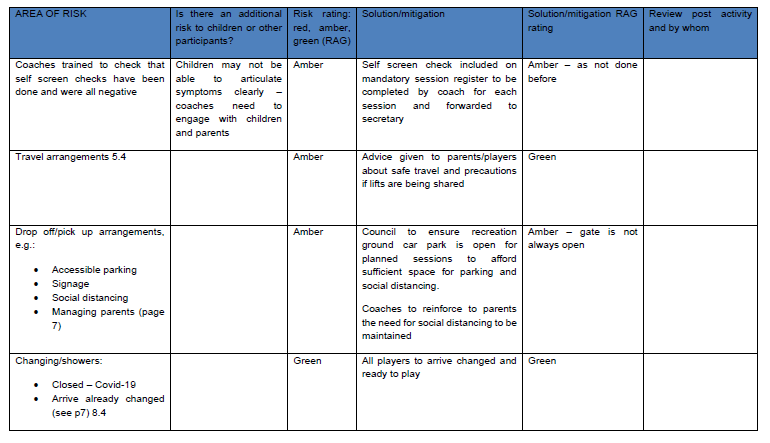 AREA OF RISK
Is there an additional
risk to children or other
participants?
Risk rating:
red, amber,
green (RAG)
Solution/mitigation
Solution/mitigation RAG
rating
Review post activity
and by whom
Coaches trained to check that
self screen checks have been
done and were all negative
Children may not be
able to articulate
symptoms clearly –
coaches need to
engage with children
and parents
Amber
Self screen check included on
mandatory session register to be
completed by coach for each
session and forwarded to
secretary
Amber – as not done
before
Travel arrangements 5.4
Amber
Advice given to parents/players
about safe travel and precautions
if lifts are being shared
Green
Drop off/pick up arrangements,
e.g.:
• Accessible parking
• Signage
• Social distancing
• Managing parents (page
7)
Amber
Council to ensure recreation
ground car park is open for
planned sessions to afford
sufficient space for parking and
social distancing.
Coaches to reinforce to parents
the need for social distancing to be
maintained
Amber – gate is not
always open
Changing/showers:
• Closed – Covid-19
• Arrive already changed
(see p7) 8.4
Green
All players to arrive changed and
ready to play
Green